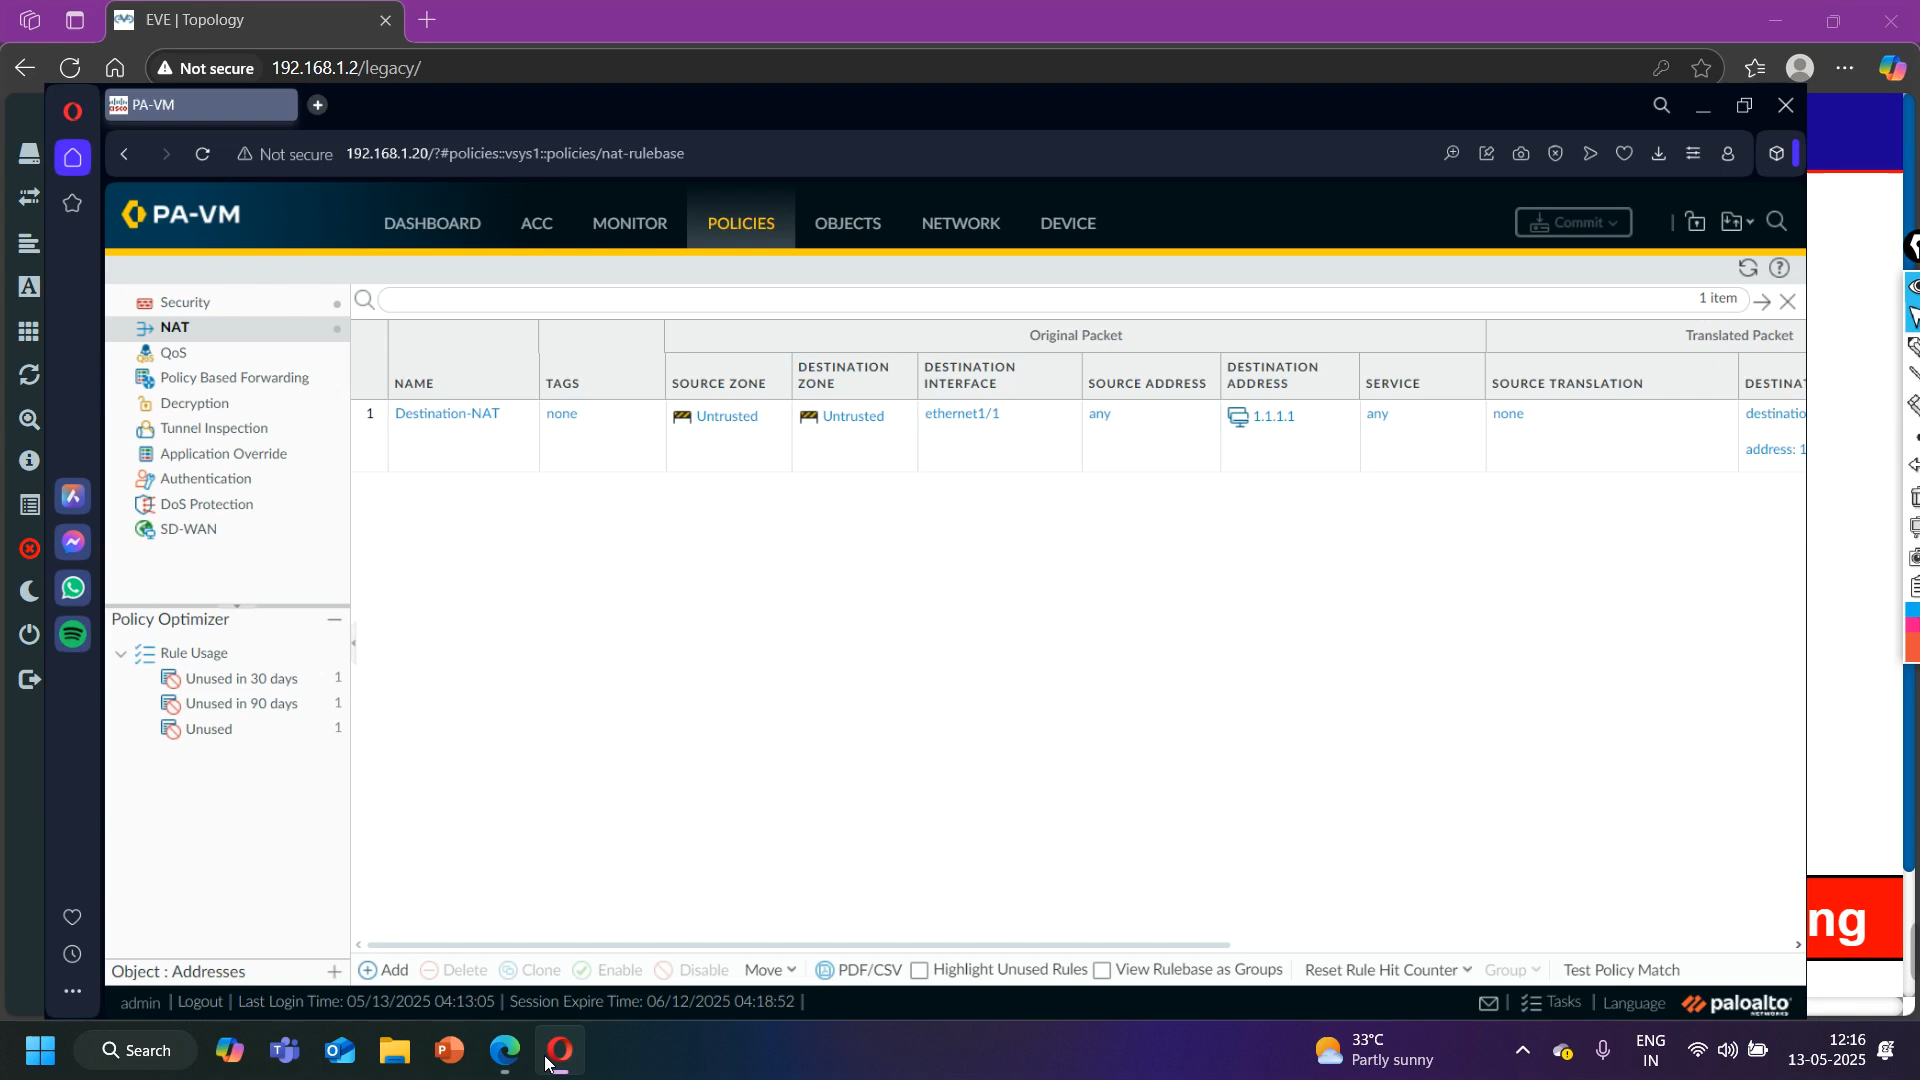 EVE | Topology
Not secure 192.168.1.2/legacy/
PA-VM
Not secure 192.168.1.20/?#policies::vsys1::policies/nat-rulebase
PA-VM
DASHBOARD ACC MONITOR POLICIES OBJECTS NETWORK DEVICE
Commit
Security
NAT
QoS
Policy Based Forwarding
Decryption
Tunnel Inspection
Application Override
Authentication
DoS Protection
SD-WAN
1 item
Original Packet Translated Packet
NAME TAGS SOURCE ZONE DESTINATION ZONE DESTINATION INTERFACE SOURCE ADDRESS DESTINATION ADDRESS SERVICE SOURCE TRANSLATION DESTINAT
1 Destination-NAT none Untrusted Untrusted ethernet1/1 any 1.1.1.1 any none destinatio
address: 1
Policy Optimizer
Rule Usage
Unused in 30 days 1
Unused in 90 days 1
Unused 1
ng
Object : Addresses
Add Delete Clone Enable Disable Move PDF/CSV Highlight Unused Rules View Rulebase as Groups Reset Rule Hit Counter Group Test Policy Match
admin | Logout | Last Login Time: 05/13/2025 04:13:05 | Session Expire Time: 06/12/2025 04:18:52 |
Tasks | Language paloalto NETWORKS
Search
33°C
Partly sunny
ENG
IN
12:16
13-05-2025